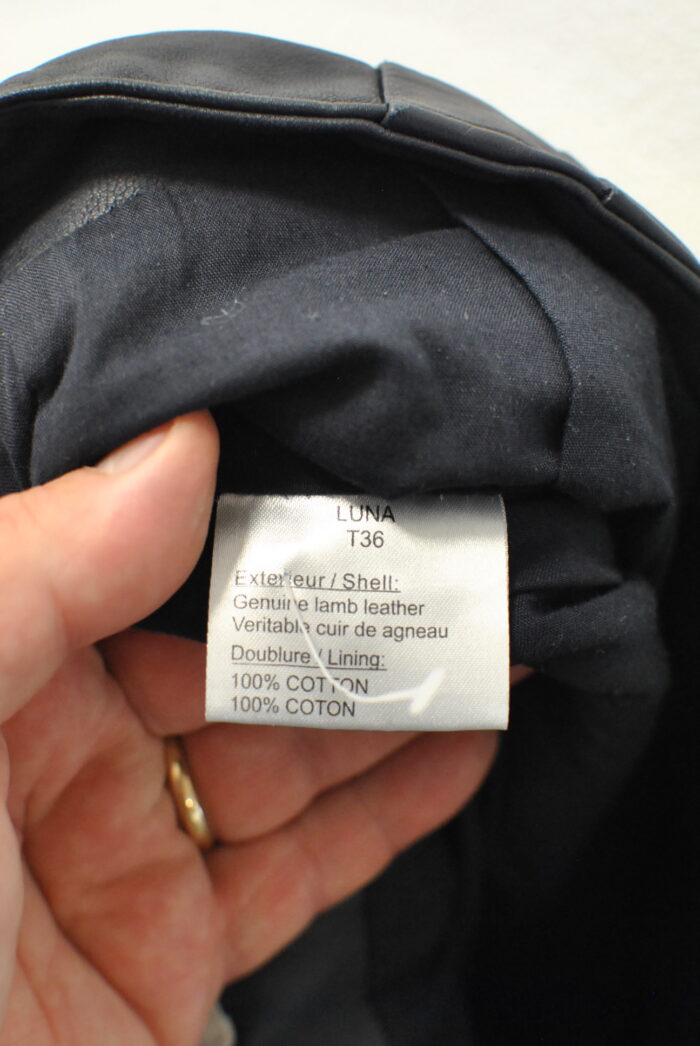 LUNA
T36
Exterieur / Shell:
Genuine lamb leather
Veritable cuir de agneau
Doublure / Lining:
100% COTTON
100% COTON